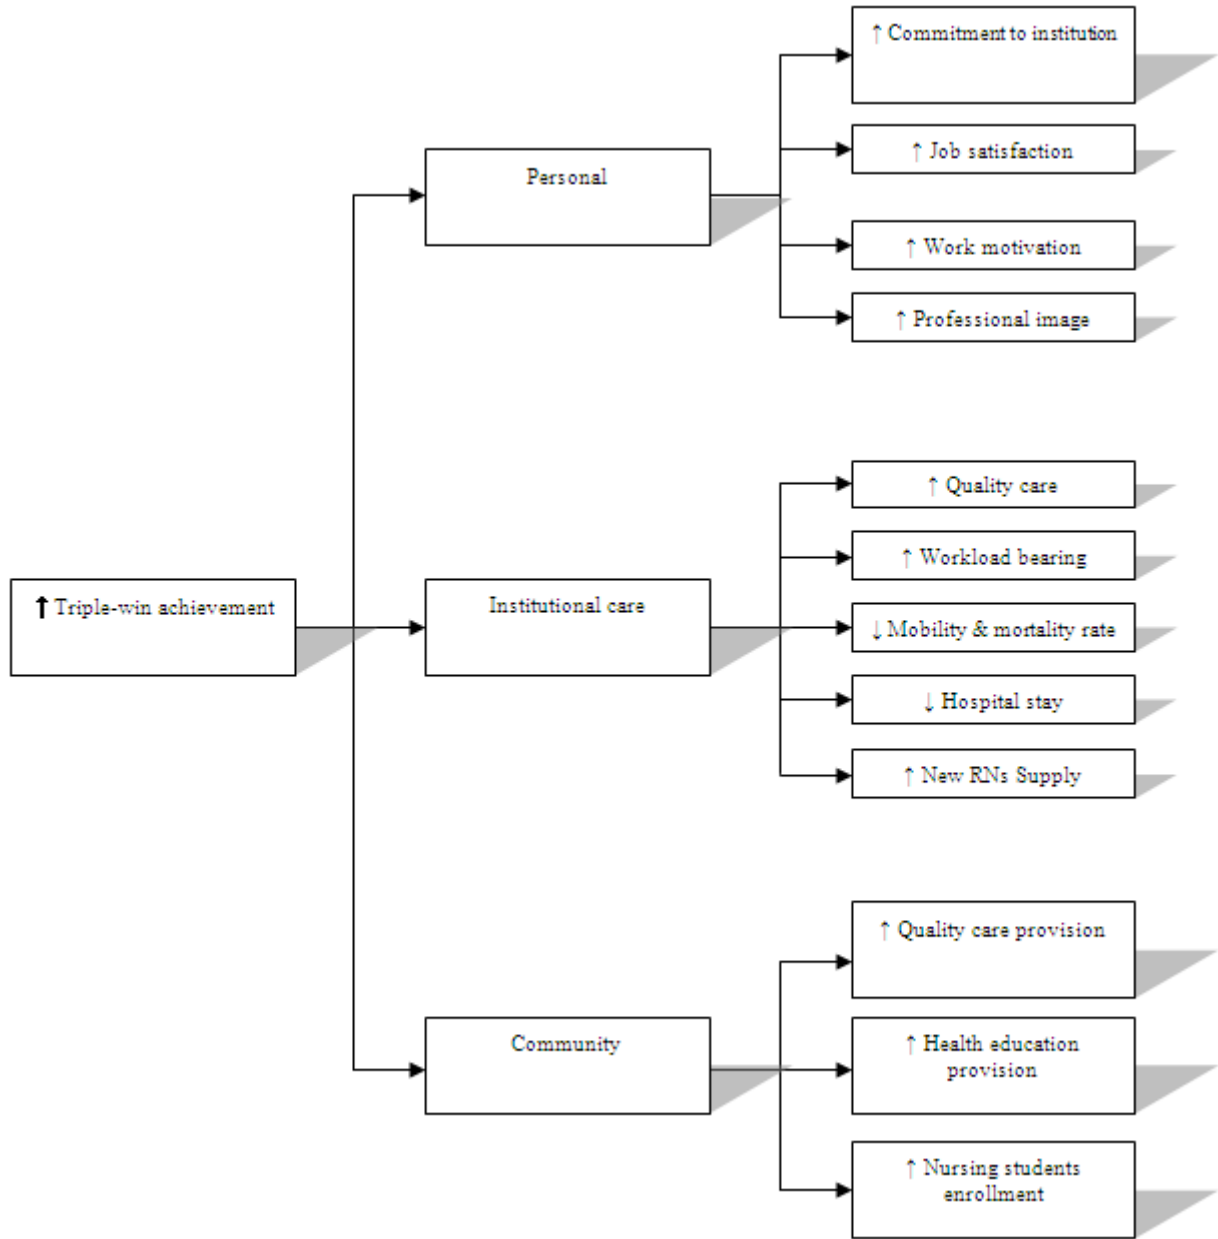 ↑ Commitment to institution
↑ Job satisfaction
Personal
↑ Work motivation
↑ Professional image
↑ Quality care
↑ Workload bearing
↑ Triple-win achievement
Institutional care
↓ Mobility & mortality rate
↓ Hospital stay
↑ New RNs Supply
↑ Quality care provision
Community
↑ Health education
provision
↑ Nursing students
enrollment